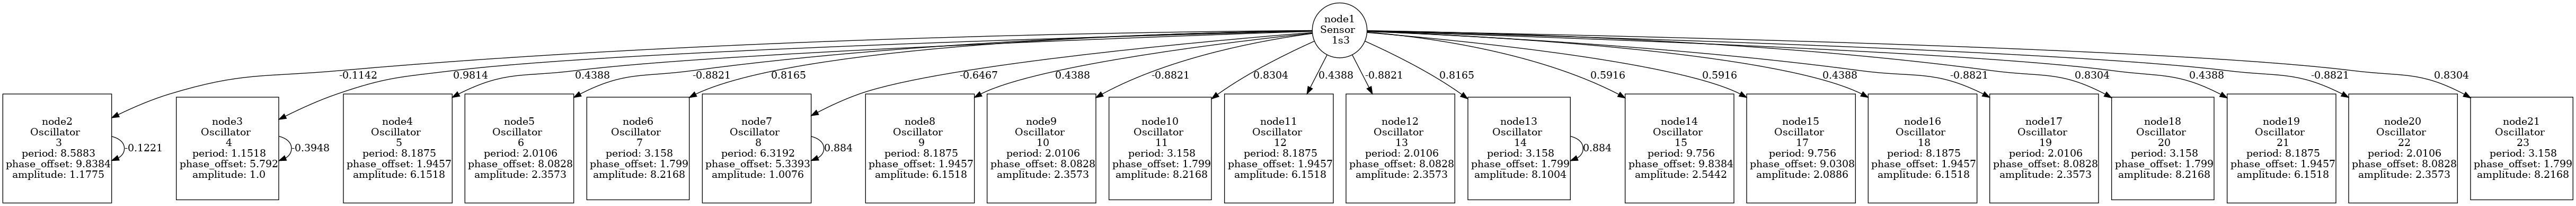 node1
Sensor
1s3
-0.1142
0.9814
0.4388
-0.8821
0.8165
-0.6467
0.4388
-0.8821
0.8304
0.4388
-0.8821
0.8165
0.5916
0.5916
0.4388
-0.8821
0.8304
0.4388
-0.8821
0.8304
node2
Oscillator
3
period: 8.5883
phase_offset: 9.8384
amplitude: 1.1775
-0.1221
node3
Oscillator
4
period: 1.1518
phase_offset: 5.792
amplitude: 1.0
-0.3948
node4
Oscillator
5
period: 8.1875
phase_offset: 1.9457
amplitude: 6.1518
node5
Oscillator
6
period: 2.0106
phase_offset: 8.0828
amplitude: 2.3573
node6
Oscillator
7
period: 3.158
phase_offset: 1.799
amplitude: 8.2168
node7
Oscillator
8
period: 6.3192
phase_offset: 5.3393
amplitude: 1.0076
0.884
node8
Oscillator
9
period: 8.1875
phase_offset: 1.9457
amplitude: 6.1518
node9
Oscillator
10
period: 2.0106
phase_offset: 8.0828
amplitude: 2.3573
node10
Oscillator
11
period: 3.158
phase_offset: 1.799
amplitude: 8.2168
node11
Oscillator
12
period: 8.1875
phase_offset: 1.9457
amplitude: 6.1518
node12
Oscillator
13
period: 2.0106
phase_offset: 8.0828
amplitude: 2.3573
node13
Oscillator
14
period: 3.158
phase_offset: 1.799
amplitude: 8.1004
0.884
node14
Oscillator
15
period: 9.756
phase_offset: 9.8384
amplitude: 2.5442
node15
Oscillator
17
period: 9.756
phase_offset: 9.0308
amplitude: 2.0886
node16
Oscillator
18
period: 8.1875
phase_offset: 1.9457
amplitude: 6.1518
node17
Oscillator
19
period: 2.0106
phase_offset: 8.0828
amplitude: 2.3573
node18
Oscillator
20
period: 3.158
phase_offset: 1.799
amplitude: 8.2168
node19
Oscillator
21
period: 8.1875
phase_offset: 1.9457
amplitude: 6.1518
node20
Oscillator
22
period: 2.0106
phase_offset: 8.0828
amplitude: 2.3573
node21
Oscillator
23
period: 3.158
phase_offset: 1.799
amplitude: 8.2168